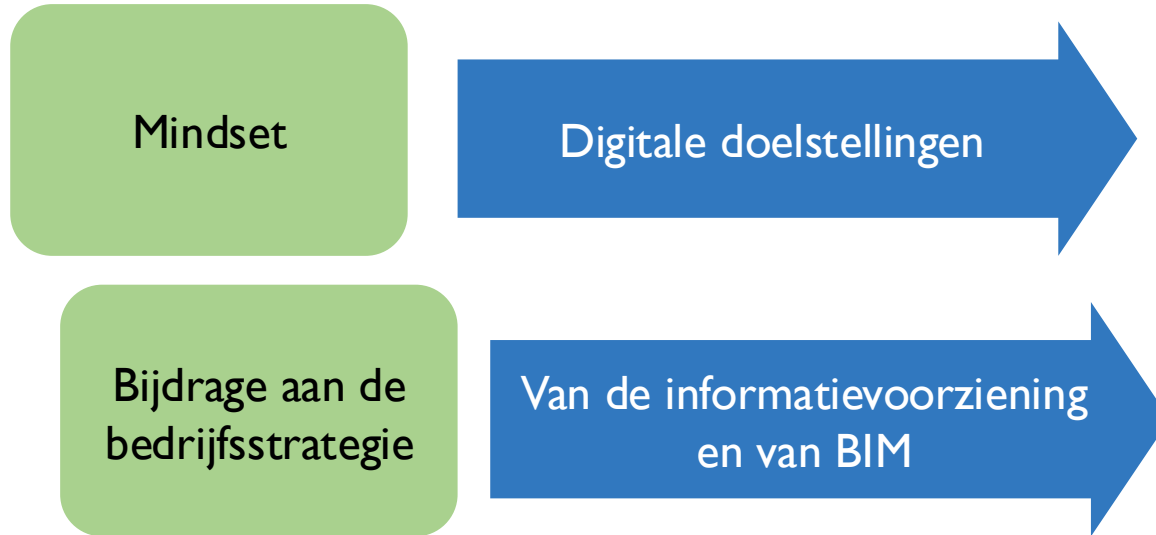 Mindset
Digitale doelstellingen
Bijdrage aan de
bedrijfsstrategie
Van de informatievoorziening
en van BIM